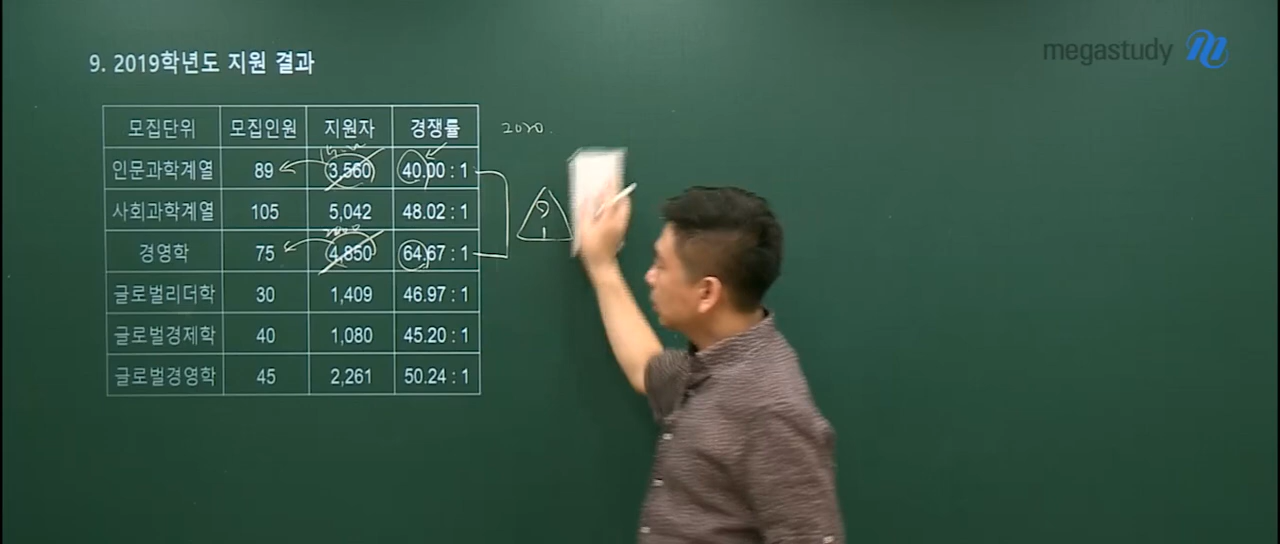 megastudy
9. 2019학년도 지원 결과
모집단위 모집인원 지원자 경쟁률 2020.
인문과학계열 89 3,560 40.00 : 1
사회과학계열 105 5,042 48.02 : 1
경영학 75 4,850 64.67 : 1
글로벌리더학 30 1,409 46.97 : 1
글로벌경제학 40 1,080 45.20 : 1
글로벌경영학 45 2,261 50.24 : 1